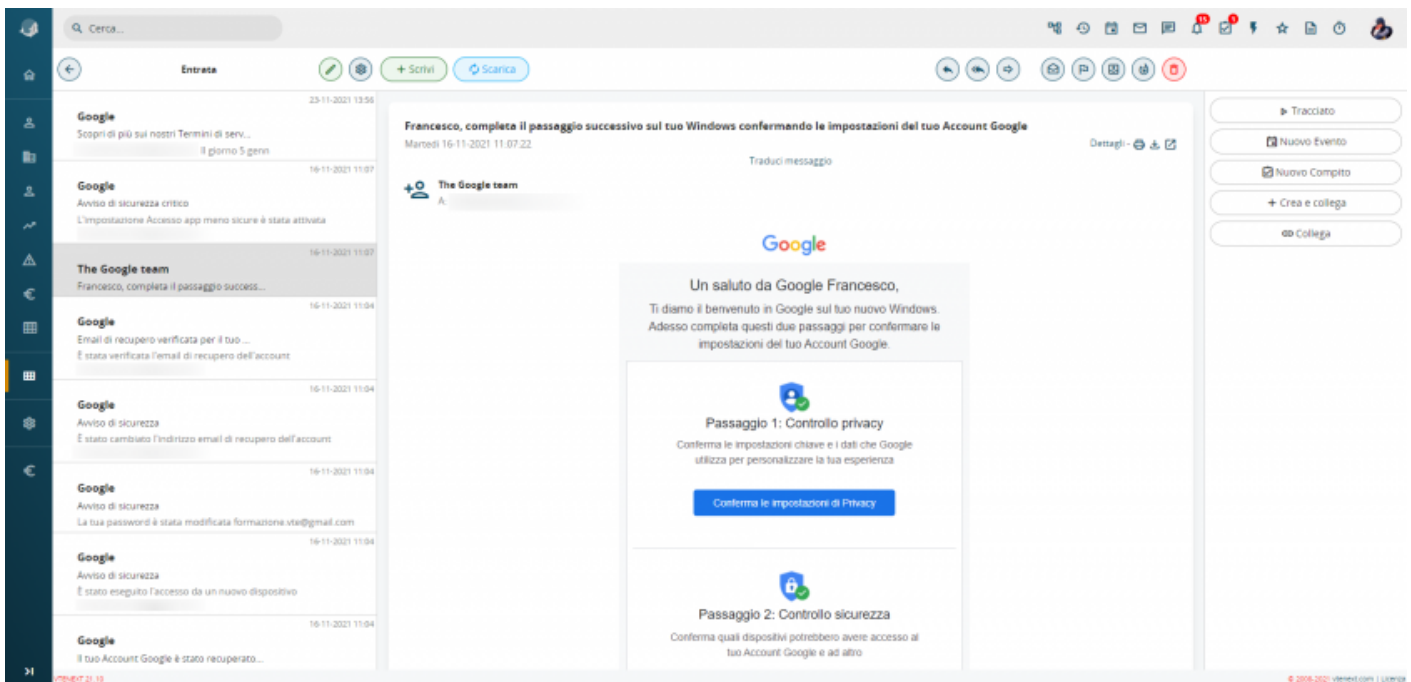 Cerca...
15
1
Entrata
+ Scrivi
Scarica
23-11-2021 13:56
Google
Scopri di più sui nostri Termini di serv...
Il giorno 5 genn
16-11-2021 11:07
Google
Avviso di sicurezza critico
L'impostazione Accesso app meno sicure è stata attivata
16-11-2021 11:07
The Google team
Francesco, completa il passaggio success...
16-11-2021 11:04
Google
Email di recupero verificata per il tuo ...
È stata verificata l'email di recupero dell'account
16-11-2021 11:04
Google
Avviso di sicurezza
È stato cambiato l'indirizzo email di recupero dell'account
16-11-2021 11:04
Google
Avviso di sicurezza
La tua password è stata modificata formazione.vte@gmail.com
16-11-2021 11:04
Google
Avviso di sicurezza
È stato eseguito l'accesso da un nuovo dispositivo
16-11-2021 11:04
Google
Il tuo Account Google è stato recuperato...
Francesco, completa il passaggio successivo sul tuo Windows confermando le impostazioni del tuo Account Google
Martedì 16-11-2021 11.07.22
Dettagli -
Traduci messaggio
The Google team
A:
Google
Un saluto da Google Francesco,
Ti diamo il benvenuto in Google sul tuo nuovo Windows.
Adesso completa questi due passaggi per confermare le
impostazioni del tuo Account Google.
Passaggio 1: Controllo privacy
Conferma le impostazioni chiave e i dati che Google
utilizza per personalizzare la tua esperienza
Conferma le impostazioni di Privacy
Passaggio 2: Controllo sicurezza
Conferma quali dispositivi potrebbero avere accesso al
tuo Account Google e ad altro
Tracciato
Nuovo Evento
Nuovo Compito
+ Crea e collega
Collega
VTENEXT 21.10
© 2008-2021 vtenext.com | Licenza